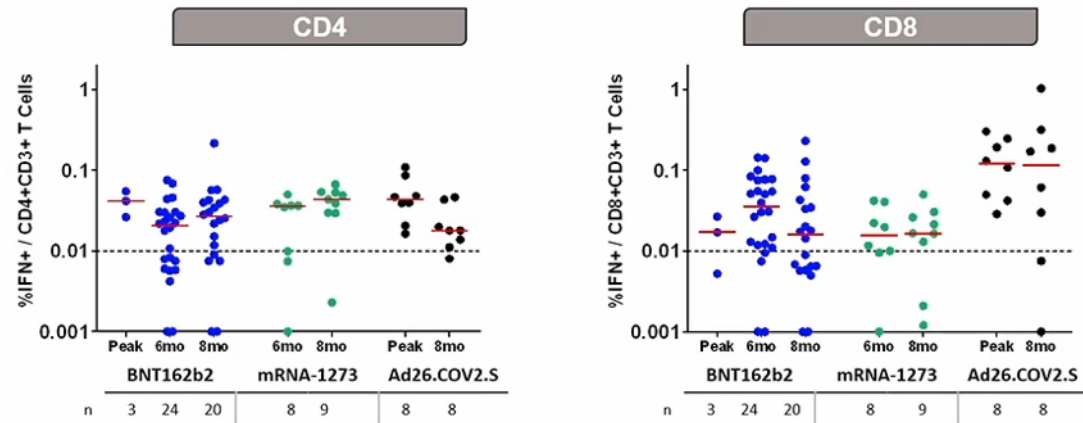 CD4
%IFN+ / CD4+CD3+ T Cells
1
0.1
0.01
0.001
Peak 6mo 8mo 6mo 8mo Peak 8mo
BNT162b2 mRNA-1273 Ad26.COV2.S
n 3 24 20 8 9 8 8
CD8
%IFN+ / CD8+CD3+ T Cells
1
0.1
0.01
0.001
Peak 6mo 8mo 6mo 8mo Peak 8mo
BNT162b2 mRNA-1273 Ad26.COV2.S
n 3 24 20 8 9 8 8